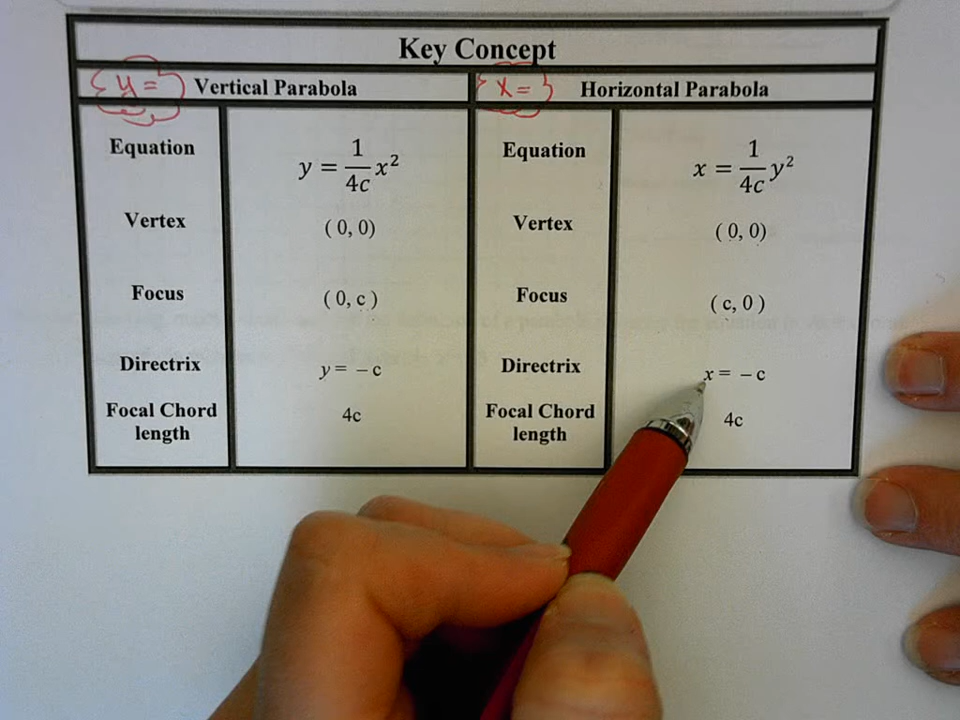 Key Concept
{ y = } Vertical Parabola { x = } Horizontal Parabola
Equation y = 1/4c x² Equation x = 1/4c y²
Vertex ( 0, 0) Vertex ( 0, 0)
Focus ( 0, c ) Focus ( c, 0 )
Directrix y = – c Directrix x = – c
Focal Chord 4c Focal Chord 4c
length length